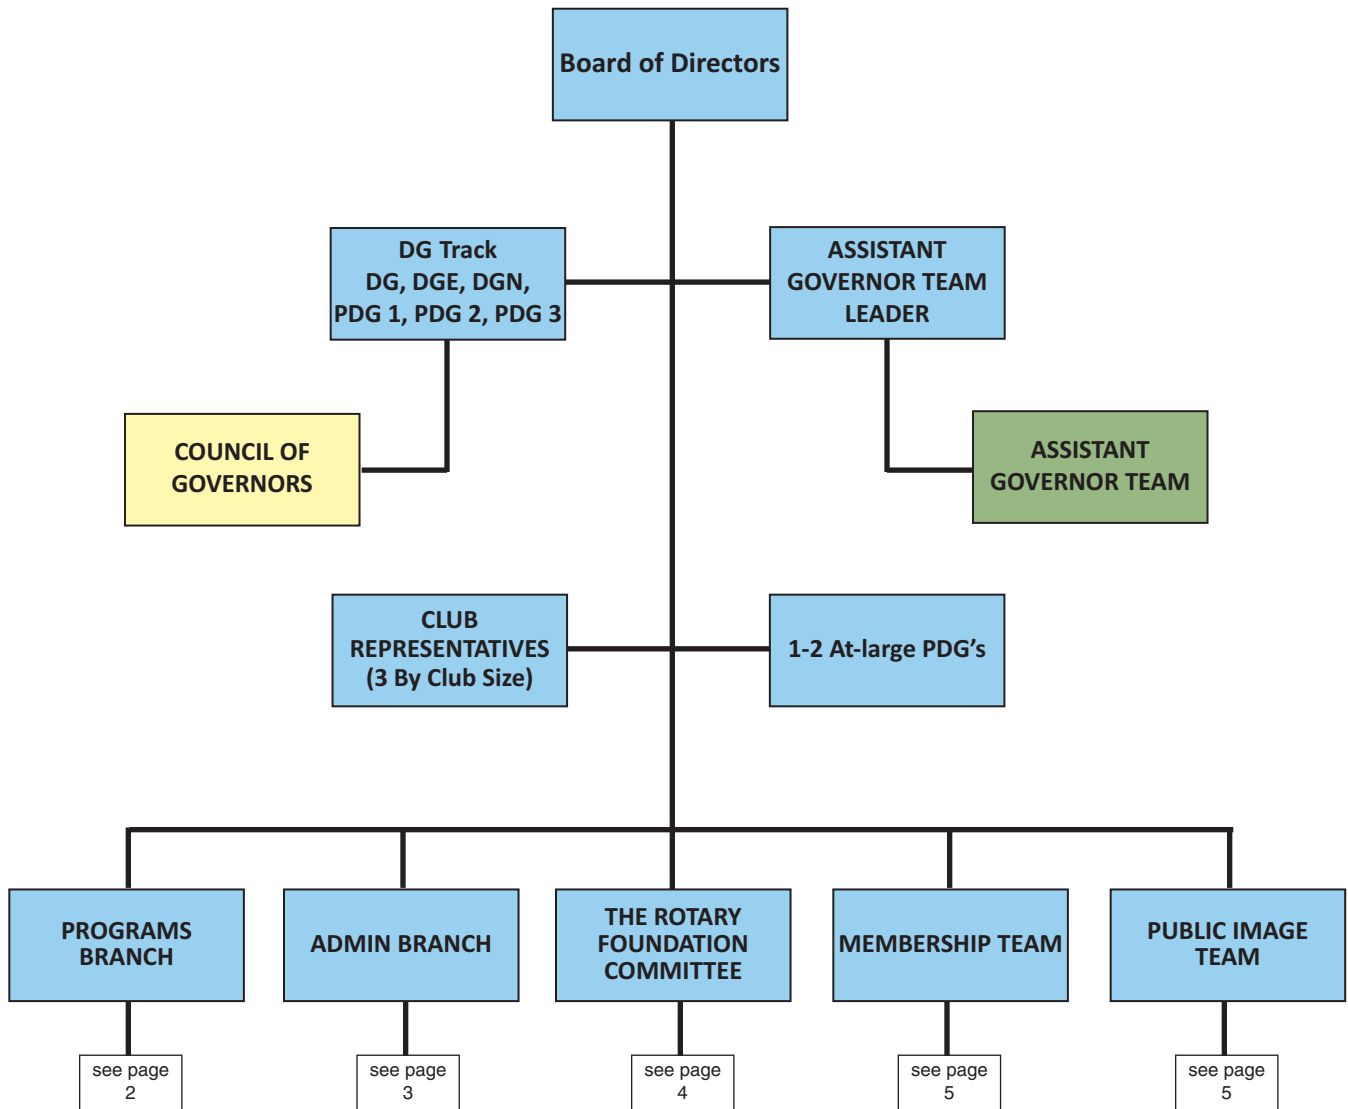 Board of Directors
DG Track
DG, DGE, DGN,
PDG 1, PDG 2, PDG 3
ASSISTANT
GOVERNOR TEAM
LEADER
COUNCIL OF
GOVERNORS
ASSISTANT
GOVERNOR TEAM
CLUB
REPRESENTATIVES
(3 By Club Size)
1-2 At-large PDG’s
PROGRAMS
BRANCH
ADMIN BRANCH
THE ROTARY
FOUNDATION
COMMITTEE
MEMBERSHIP TEAM
PUBLIC IMAGE
TEAM
see page
2
see page
3
see page
4
see page
5
see page
5